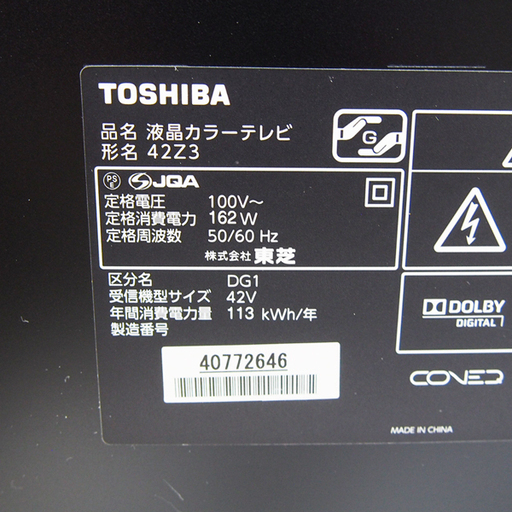 TOSHIBA
品名 液晶カラーテレビ
形名 42Z3
G
PS
E
JQA
定格電圧 100V〜
定格消費電力 162W
定格周波数 50/60 Hz
株式会社 東芝
区分名 DG1
受信機型サイズ 42V
年間消費電力量 113 kWh/年
製造番号
40772646
DOLBY
DIGITAL
CONEQ
MADE IN CHINA